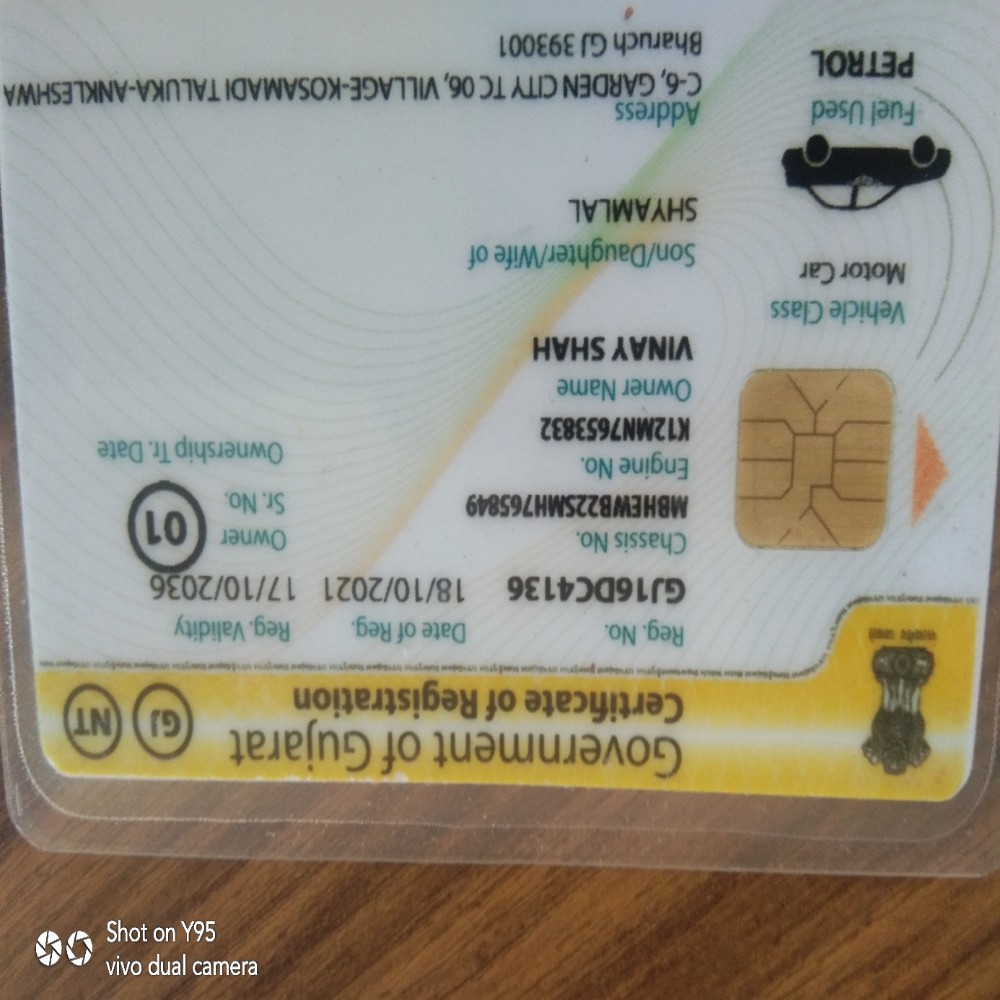 Government of Gujarat
Certificate of Registration
GJ
NT
Reg. No.
Date of Reg.
Reg. Validity
GJ16DC4136
18/10/2021
17/10/2036
Chassis No.
MBHEWB22SMH765849
Owner
Sr. No.
01
Engine No.
K12MN7653832
Ownership Tr. Date
Owner Name
VINAY SHAH
Vehicle Class
Motor Car
Son/Daughter/Wife of
SHYAMLAL
Fuel Used
PETROL
Address
C-6, GARDEN CITY TC 06, VILLAGE-KOSAMADI TALUKA-ANKLESHWA
Bharuch GJ 393001
Shot on Y95
vivo dual camera